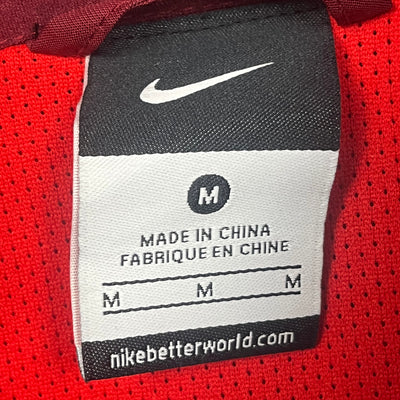 M
MADE IN CHINA
FABRIQUE EN CHINE
M M M
nikebetterworld.com